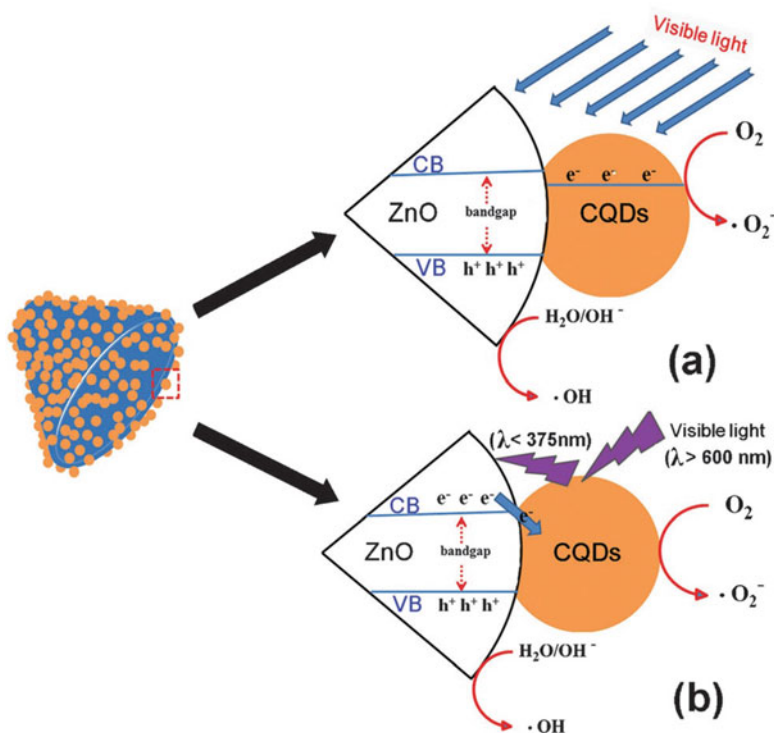 Visible light
CB
e⁻ e⁻ e⁻
O₂
ZnO
bandgap
CQDs
· O₂⁻
VB
h⁺ h⁺ h⁺
H₂O/OH⁻
(a)
· OH
(λ< 375nm)
Visible light
(λ> 600 nm)
CB
e⁻ e⁻ e⁻
e⁻
O₂
ZnO
bandgap
CQDs
· O₂⁻
VB
h⁺ h⁺ h⁺
H₂O/OH⁻
(b)
· OH